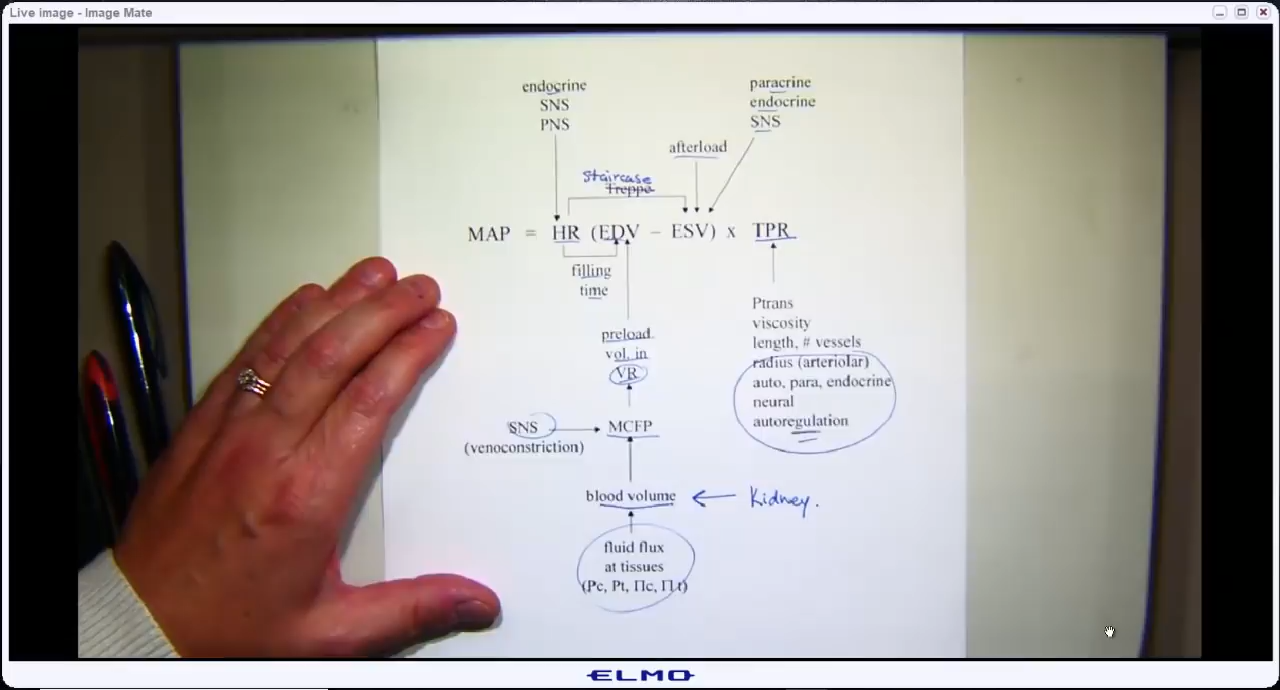 Live image - Image Mate
endocrine
SNS
PNS
paracrine
endocrine
SNS
afterload
Staircase
Treppe
MAP = HR (EDV – ESV) x TPR
filling
time
preload
vol. in
VR
SNS
(venoconstriction)
MCFP
blood volume
Kidney.
fluid flux
at tissues
(Pc, Pt, Πc, Πt)
Ptrans
viscosity
length, # vessels
radius (arteriolar)
auto, para, endocrine
neural
autoregulation
ELMO